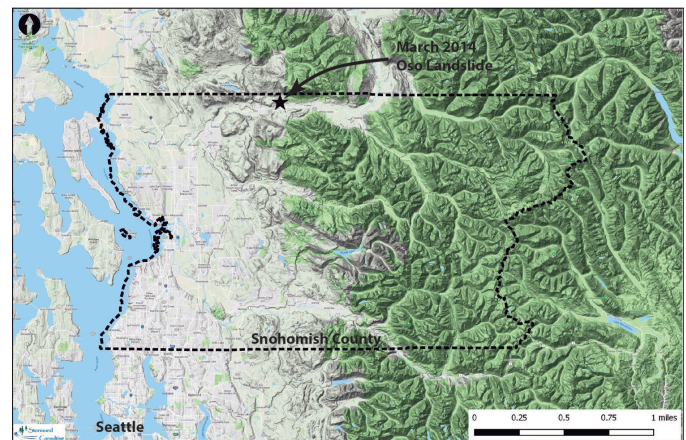 March 2014
Oso Landslide
Snohomish County
Seattle
0 0.25 0.5 0.75 1 miles